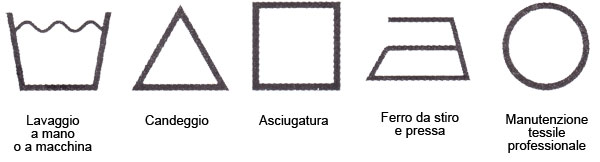 Lavaggio
a mano
o a macchina
Candeggio
Asciugatura
Ferro da stiro
e pressa
Manutenzione
tessile
professionale